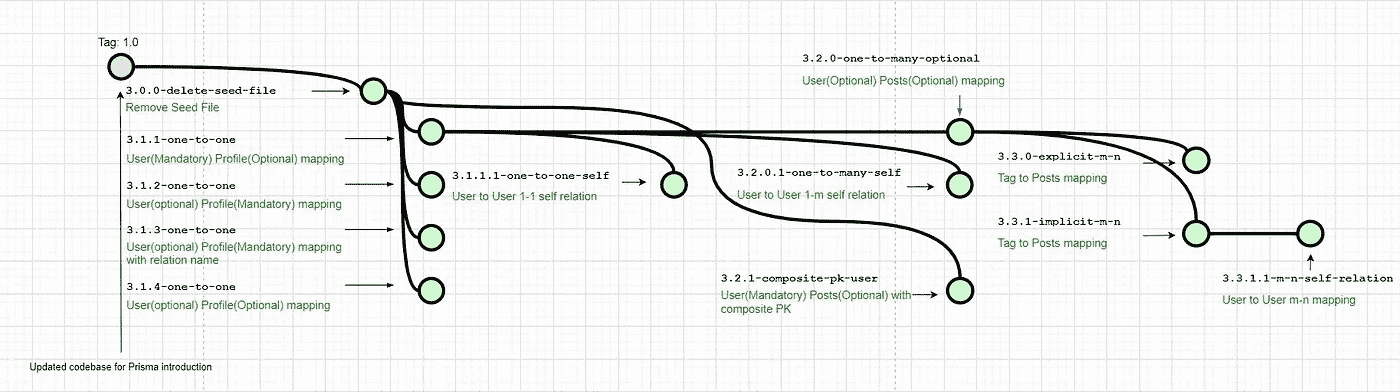 Tag: 1.0
3.0.0-delete-seed-file
Remove Seed File
3.1.1-one-to-one
User(Mandatory) Profile(Optional) mapping
3.1.2-one-to-one
User(optional) Profile(Mandatory) mapping
3.1.3-one-to-one
User(optional) Profile(Mandatory) mapping
with relation name
3.1.4-one-to-one
User(optional) Profile(Optional) mapping
Updated codebase for Prisma introduction
3.1.1.1-one-to-one-self
User to User 1-1 self relation
3.2.0-one-to-many-optional
User(Optional) Posts(Optional) mapping
3.2.0.1-one-to-many-self
User to User 1-m self relation
3.2.1-composite-pk-user
User(Mandatory) Posts(Optional) with
composite PK
3.3.0-explicit-m-n
Tag to Posts mapping
3.3.1-implicit-m-n
Tag to Posts mapping
3.3.1.1-m-n-self-relation
User to User m-n mapping